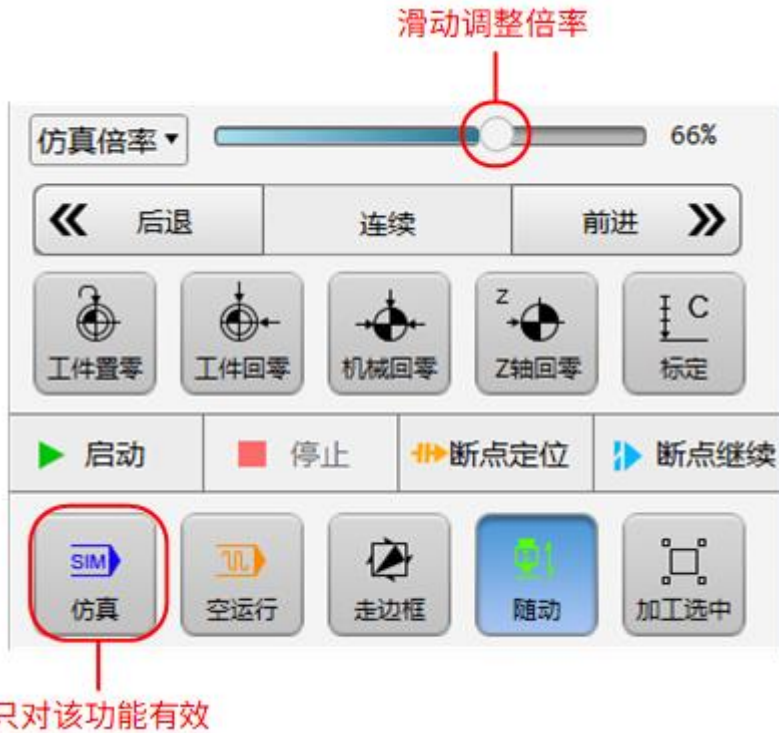 滑动调整倍率
仿真倍率 66%
后退 连续 前进
Z C
工件置零 工件回零 机械回零 Z轴回零 标定
启动 停止 断点定位 断点继续
SIM
仿真 空运行 走边框 随动 加工选中
只对该功能有效